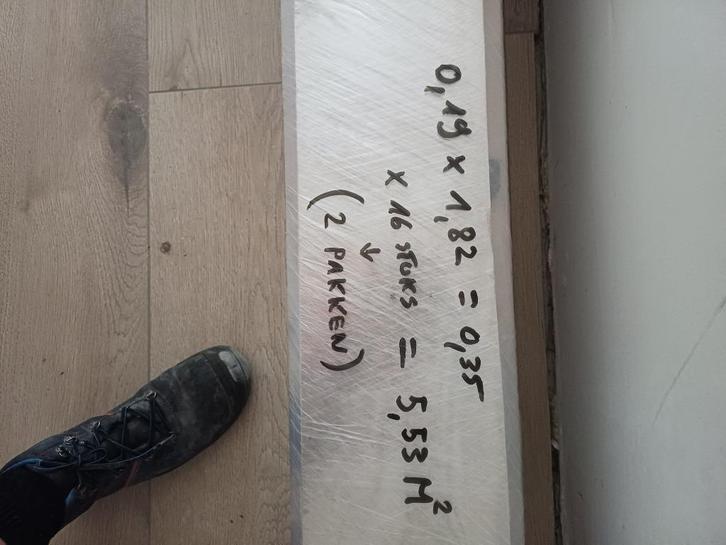 0,19 x 1,82 = 0,35
x 16 STUKS = 5,53 M²
↓
(2 PAKKEN)